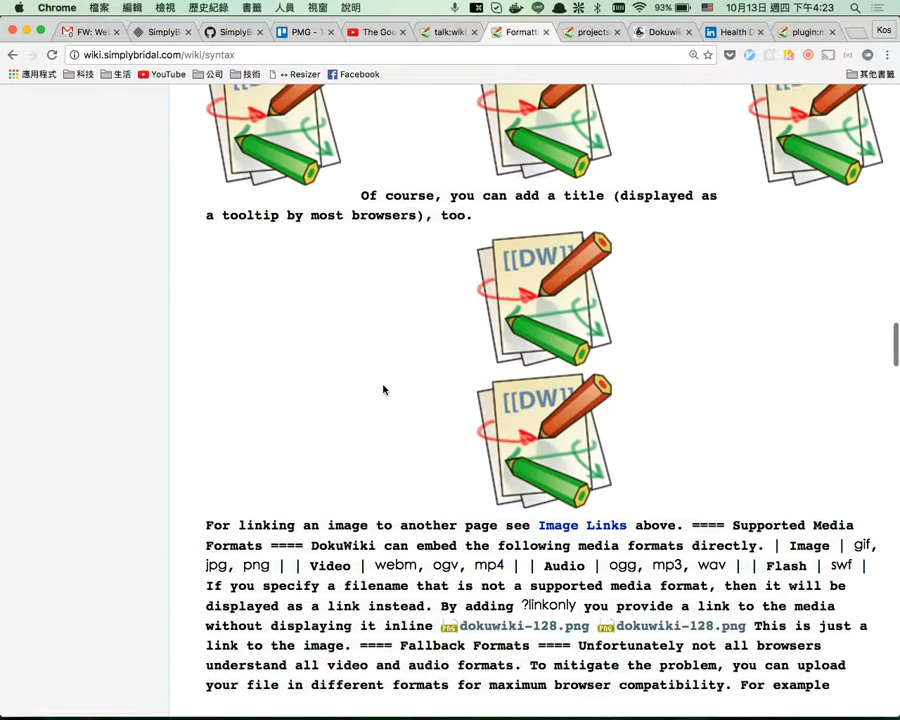 Chrome 檔案 編輯 檢視 歷史紀錄 書籤 人員 視窗 說明 93% 10月13日 週四 下午4:23
FW: Wel SimplyB SimplyB PMG - T The Goo talk:wiki Formatti projects Dokuwi Health D plugin:m Kos
wiki.simplybridal.com/wiki/syntax
應用程式 科技 生活 YouTube 公司 技術 ↔ Resizer Facebook 其他書籤
Of course, you can add a title (displayed as
a tooltip by most browsers), too.
[[DW]]
[[DW]]
For linking an image to another page see Image Links above. ==== Supported Media
Formats ==== DokuWiki can embed the following media formats directly. | Image | gif,
jpg, png | | Video | webm, ogv, mp4 | | Audio | ogg, mp3, wav | | Flash | swf |
If you specify a filename that is not a supported media format, then it will be
displayed as a link instead. By adding ?linkonly you provide a link to the media
without displaying it inline dokuwiki-128.png dokuwiki-128.png This is just a
link to the image. ==== Fallback Formats ==== Unfortunately not all browsers
understand all video and audio formats. To mitigate the problem, you can upload
your file in different formats for maximum browser compatibility. For example